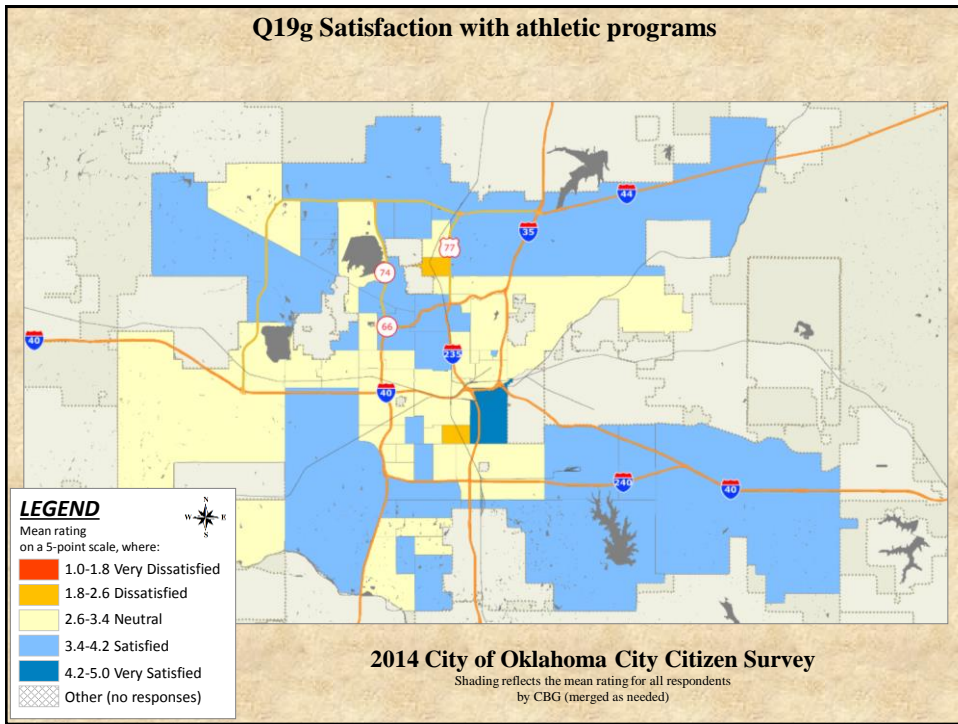 Q19g Satisfaction with athletic programs
44
35
77
74
66
40
235
40
240
40
LEGEND
N
W E
S
Mean rating
on a 5-point scale, where:
1.0-1.8 Very Dissatisfied
1.8-2.6 Dissatisfied
2.6-3.4 Neutral
3.4-4.2 Satisfied
4.2-5.0 Very Satisfied
Other (no responses)
2014 City of Oklahoma City Citizen Survey
Shading reflects the mean rating for all respondents
by CBG (merged as needed)